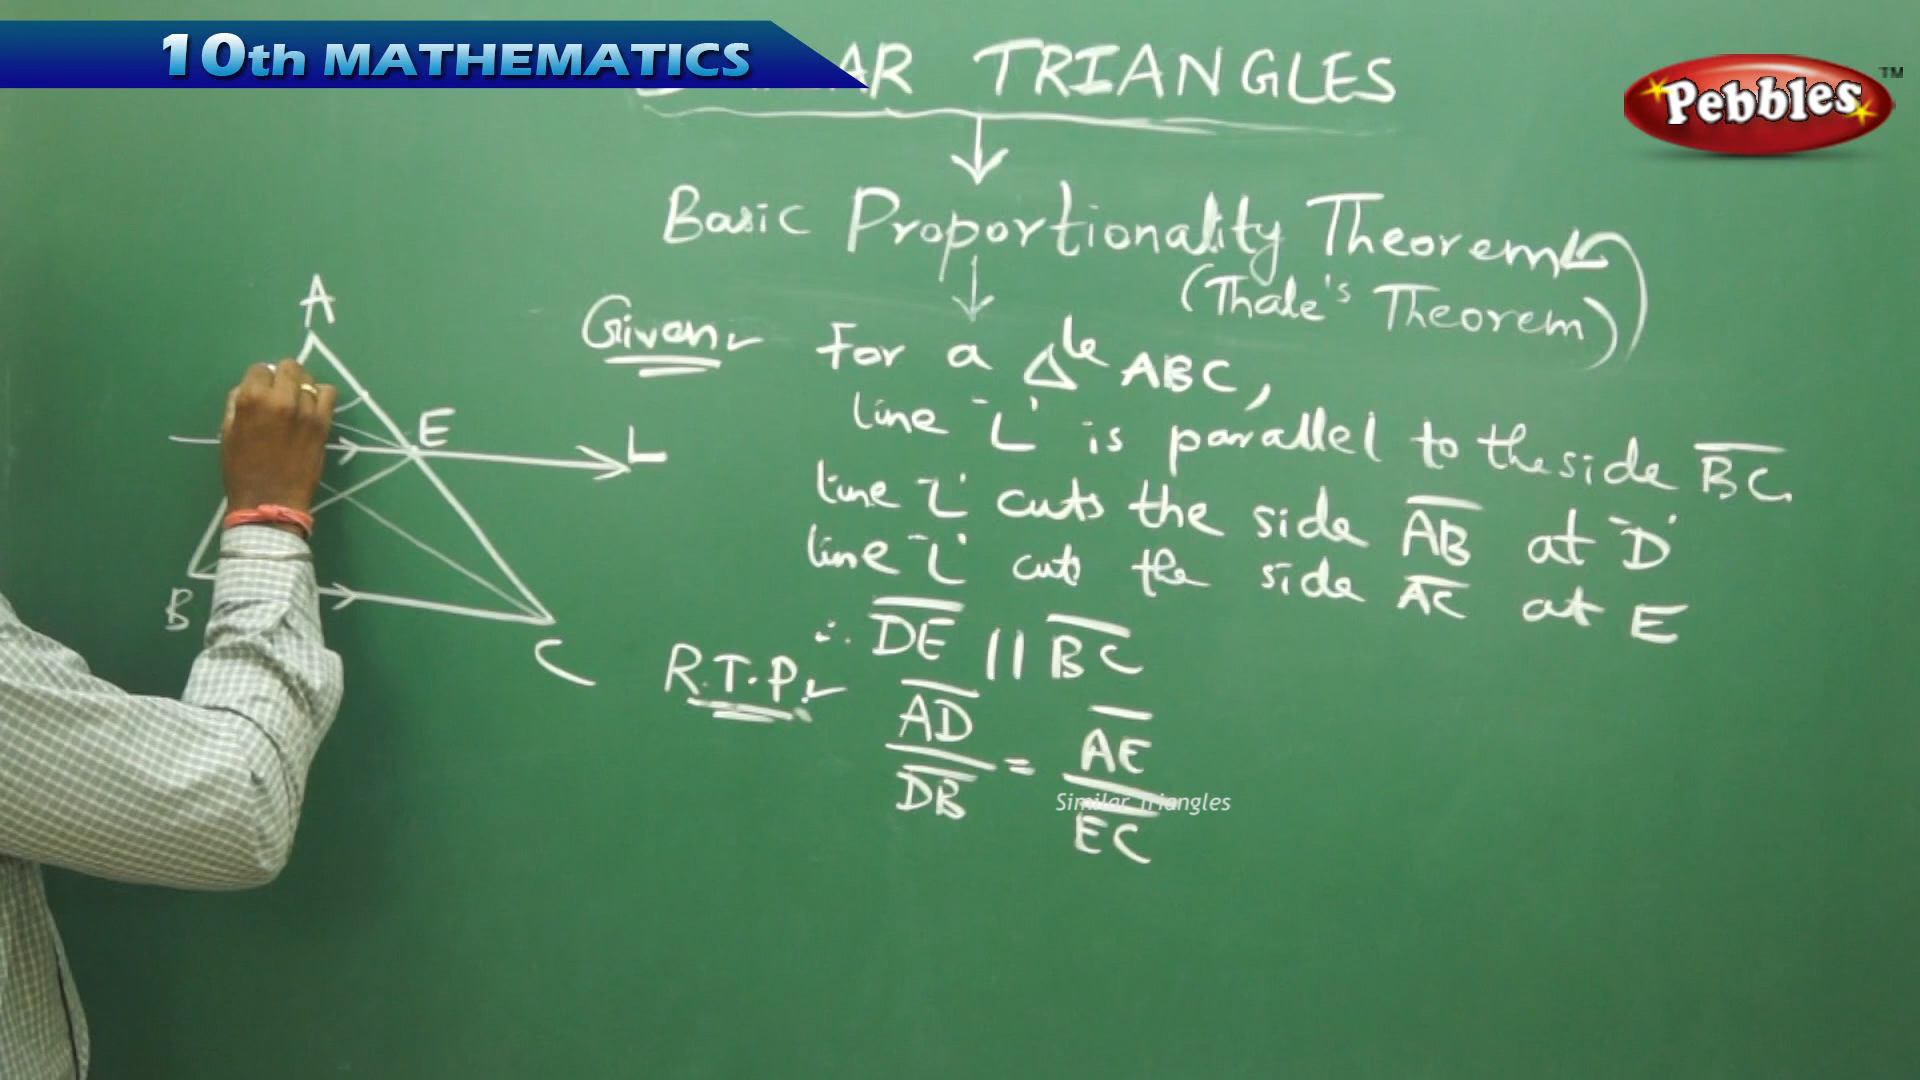 10th MATHEMATICS
AR TRIANGLES
Pebbles TM
Basic Proportionality Theorem
(Thale's Theorem)
Given For a Δle ABC,
line 'L' is parallel to the side BC.
line 'L' cuts the side AB at 'D'
line 'L' cuts the side AC at E
∴ DE || BC
R.T.P. AD/DB = AE/EC
Similar Triangles
A
E
L
B
C